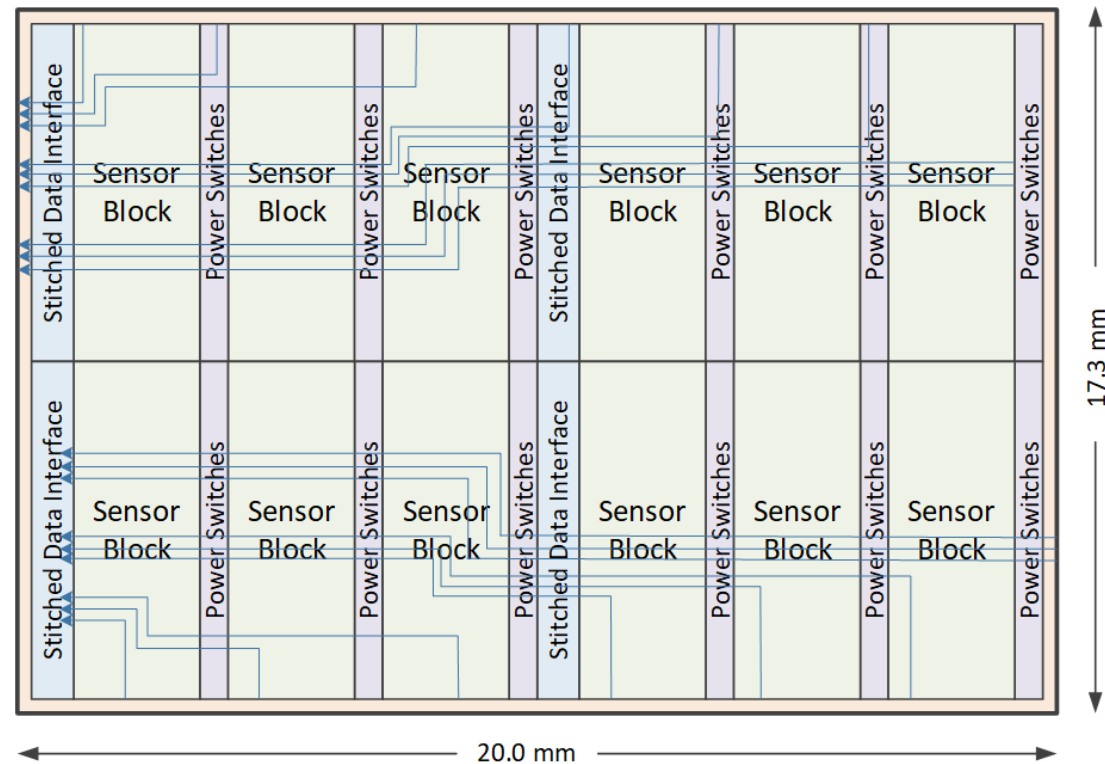 Stitched Data Interface
Sensor
Block
Power Switches
Sensor
Block
Power Switches
Sensor
Block
Power Switches
Stitched Data Interface
Sensor
Block
Power Switches
Sensor
Block
Power Switches
Sensor
Block
Power Switches
Stitched Data Interface
Sensor
Block
Power Switches
Sensor
Block
Power Switches
Sensor
Block
Power Switches
Stitched Data Interface
Sensor
Block
Power Switches
Sensor
Block
Power Switches
Sensor
Block
Power Switches
17.3 mm
20.0 mm